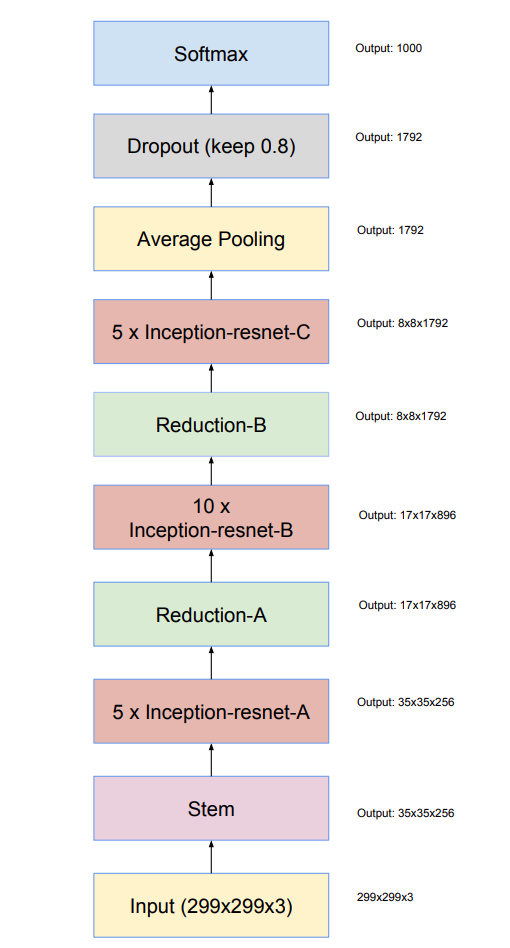 Softmax
Output: 1000
Dropout (keep 0.8)
Output: 1792
Average Pooling
Output: 1792
5 x Inception-resnet-C
Output: 8x8x1792
Reduction-B
Output: 8x8x1792
10 x
Inception-resnet-B
Output: 17x17x896
Reduction-A
Output: 17x17x896
5 x Inception-resnet-A
Output: 35x35x256
Stem
Output: 35x35x256
Input (299x299x3)
299x299x3